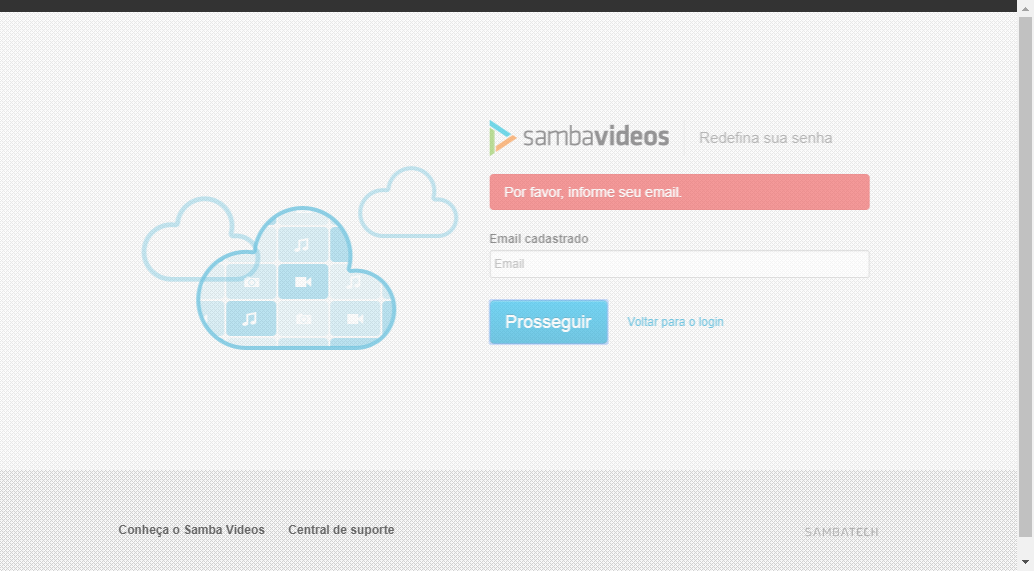 sambavideos
Redefina sua senha
Por favor, informe seu email.
Email cadastrado
Email
Prosseguir
Voltar para o login
Conheça o Samba Videos
Central de suporte
SAMBATECH